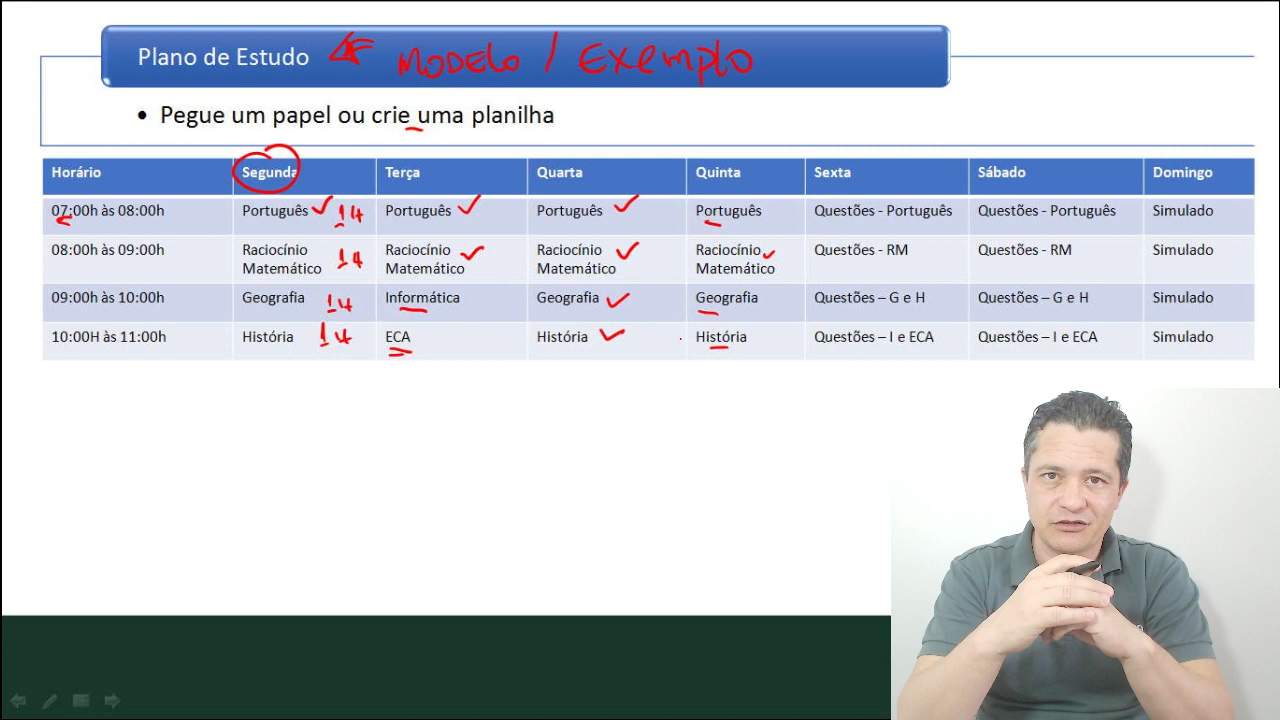 Plano de Estudo MODELO / Exemplo
• Pegue um papel ou crie uma planilha
Horário Segunda Terça Quarta Quinta Sexta Sábado Domingo
07:00h às 08:00h Português 14 Português Português Português Questões - Português Questões - Português Simulado
08:00h às 09:00h Raciocínio Matemático 14 Raciocínio Matemático Raciocínio Matemático Raciocínio Matemático Questões - RM Questões - RM Simulado
09:00h às 10:00h Geografia 14 Informática Geografia Geografia Questões – G e H Questões – G e H Simulado
10:00H às 11:00h História 14 ECA História História Questões – I e ECA Questões – I e ECA Simulado